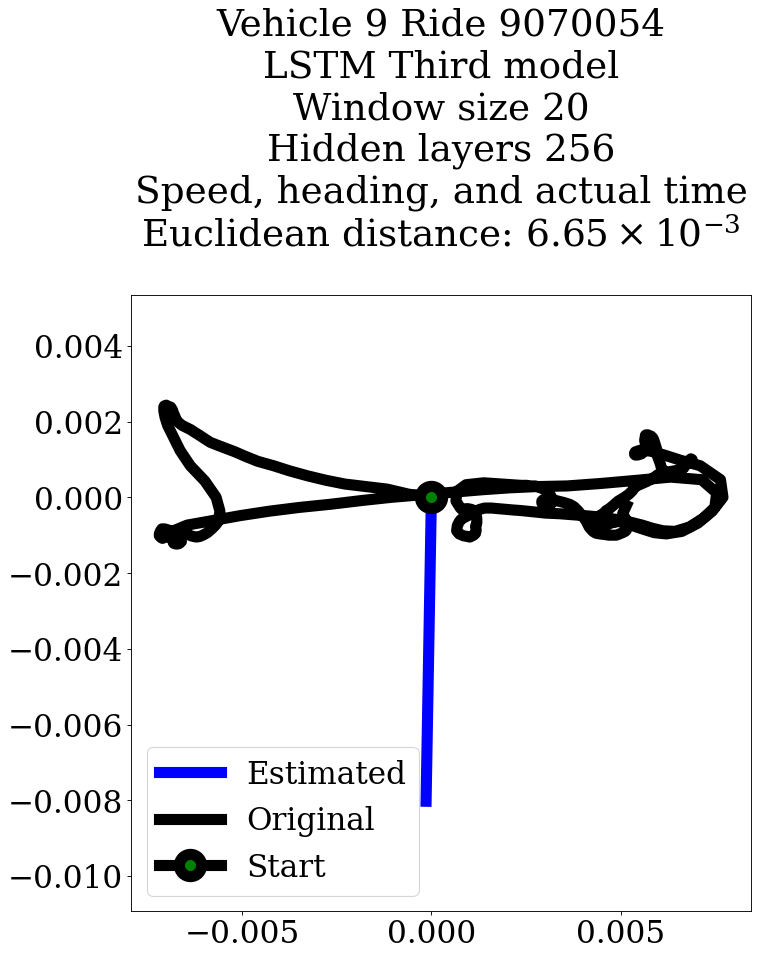 Vehicle 9 Ride 9070054
LSTM Third model
Window size 20
Hidden layers 256
Speed, heading, and actual time
Euclidean distance: 6.65 × 10⁻³
0.004
0.002
0.000
−0.002
−0.004
−0.006
−0.008
−0.010
Estimated
Original
Start
−0.005 0.000 0.005